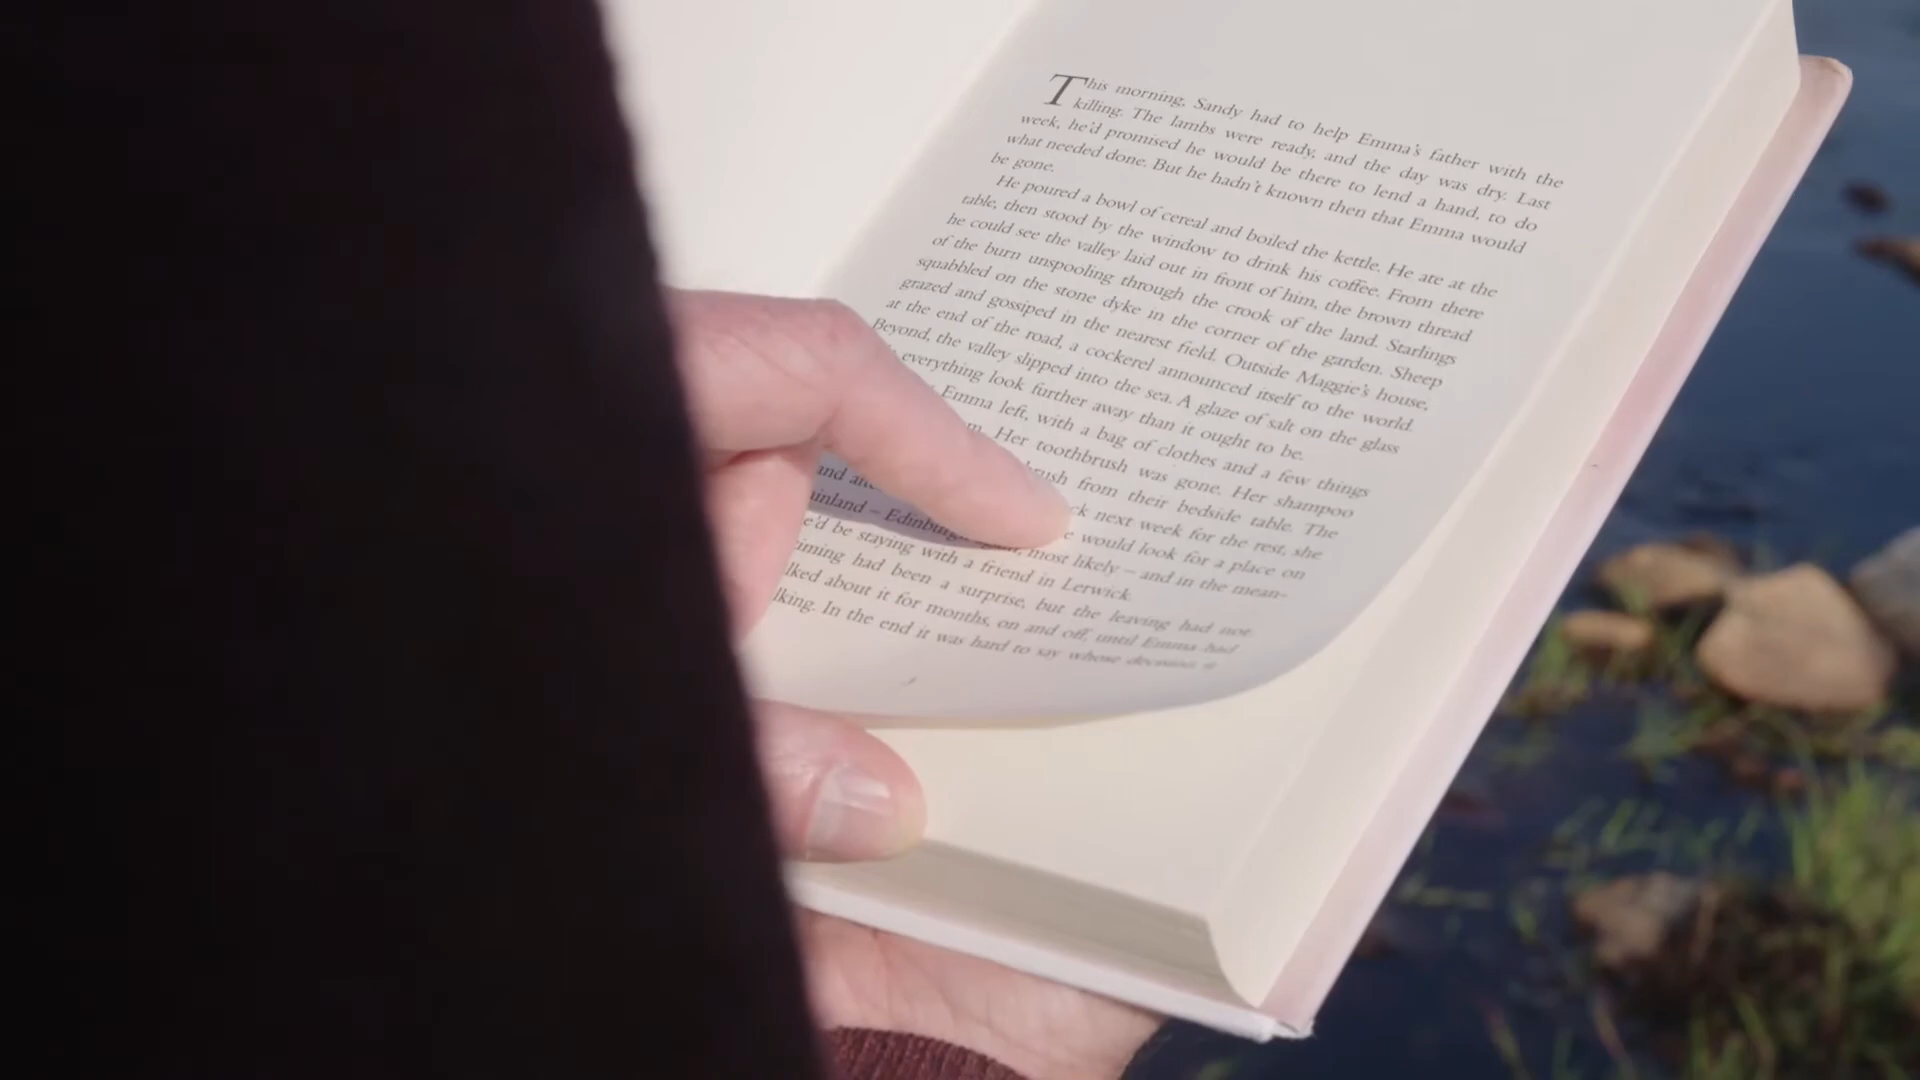 This morning, Sandy had to help Emma's father with the
killing. The lambs were ready, and the day was dry. Last
week, he'd promised he would be there to lend a hand, to do
what needed done. But he hadn't known then that Emma would
be gone.
He poured a bowl of cereal and boiled the kettle. He ate at the
table, then stood by the window to drink his coffee. From there
he could see the valley laid out in front of him, the brown thread
of the burn unspooling through the crook of the land. Starlings
squabbled on the stone dyke in the corner of the garden. Sheep
grazed and gossiped in the nearest field. Outside Maggie's house,
at the end of the road, a cockerel announced itself to the world.
Beyond, the valley slipped into the sea. A glaze of salt on the glass
everything look further away than it ought to be.
Emma left, with a bag of clothes and a few things
Her toothbrush was gone. Her shampoo
from their bedside table. The
next week for the rest, she
and would look for a place on
Edinburgh most likely – and in the mean-
be staying with a friend in Lerwick.
had been a surprise, but the leaving had not
about it for months, on and off, until Emma had
In the end it was hard to say whose decision it